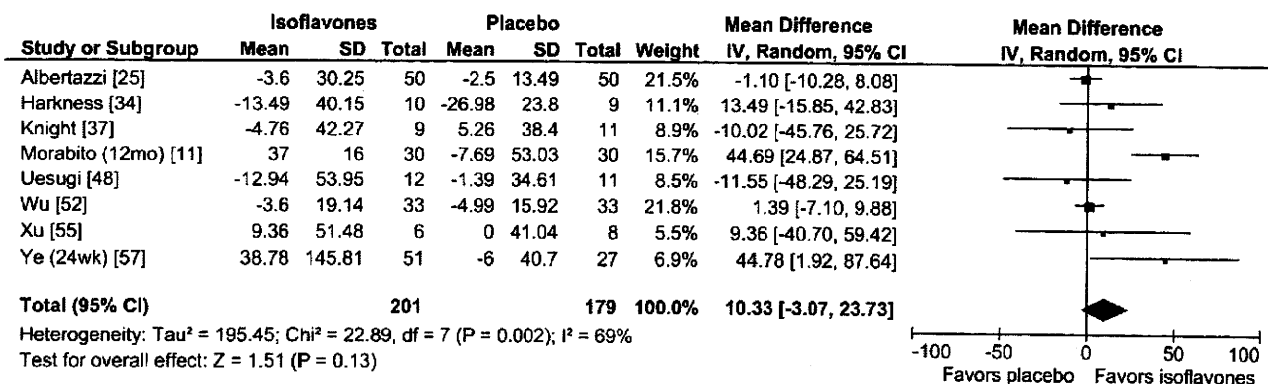 Isoflavones Placebo Mean Difference Mean Difference
Study or Subgroup Mean SD Total Mean SD Total Weight IV, Random, 95% CI IV, Random, 95% CI
Albertazzi [25] -3.6 30.25 50 -2.5 13.49 50 21.5% -1.10 [-10.28, 8.08]
Harkness [34] -13.49 40.15 10 -26.98 23.8 9 11.1% 13.49 [-15.85, 42.83]
Knight [37] -4.76 42.27 9 5.26 38.4 11 8.9% -10.02 [-45.76, 25.72]
Morabito (12mo) [11] 37 16 30 -7.69 53.03 30 15.7% 44.69 [24.87, 64.51]
Uesugi [48] -12.94 53.95 12 -1.39 34.61 11 8.5% -11.55 [-48.29, 25.19]
Wu [52] -3.6 19.14 33 -4.99 15.92 33 21.8% 1.39 [-7.10, 9.88]
Xu [55] 9.36 51.48 6 0 41.04 8 5.5% 9.36 [-40.70, 59.42]
Ye (24wk) [57] 38.78 145.81 51 -6 40.7 27 6.9% 44.78 [1.92, 87.64]
Total (95% CI) 201 179 100.0% 10.33 [-3.07, 23.73]
Heterogeneity: Tau² = 195.45; Chi² = 22.89, df = 7 (P = 0.002); I² = 69%
Test for overall effect: Z = 1.51 (P = 0.13)
-100 -50 0 50 100
Favors placebo Favors isoflavones